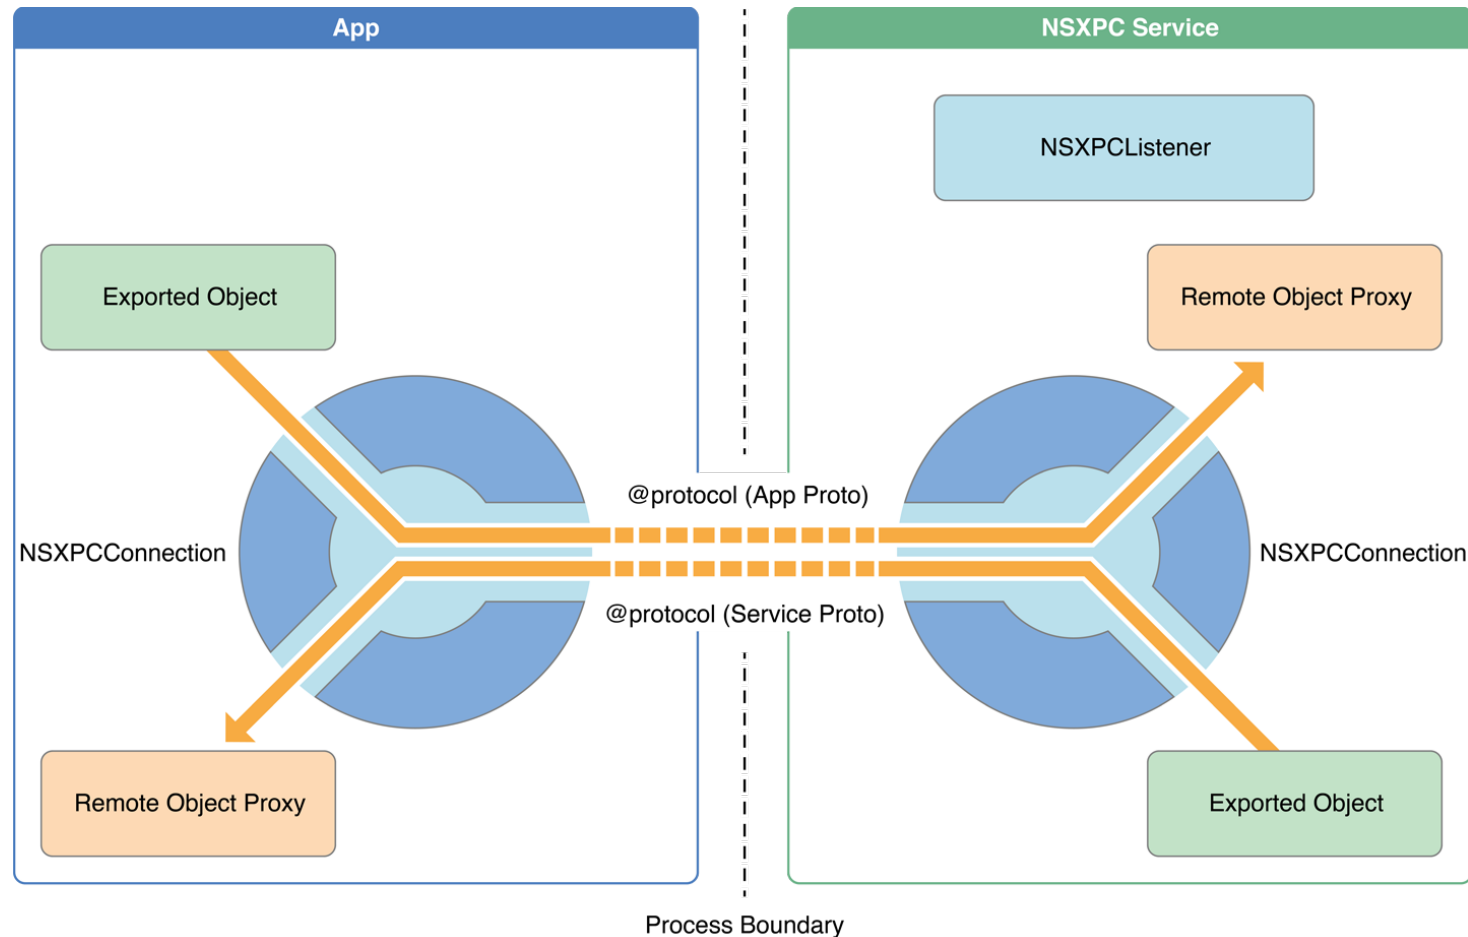 App
NSXPC Service
NSXPCListener
Exported Object
Remote Object Proxy
@protocol (App Proto)
NSXPCConnection
NSXPCConnection
@protocol (Service Proto)
Remote Object Proxy
Exported Object
Process Boundary